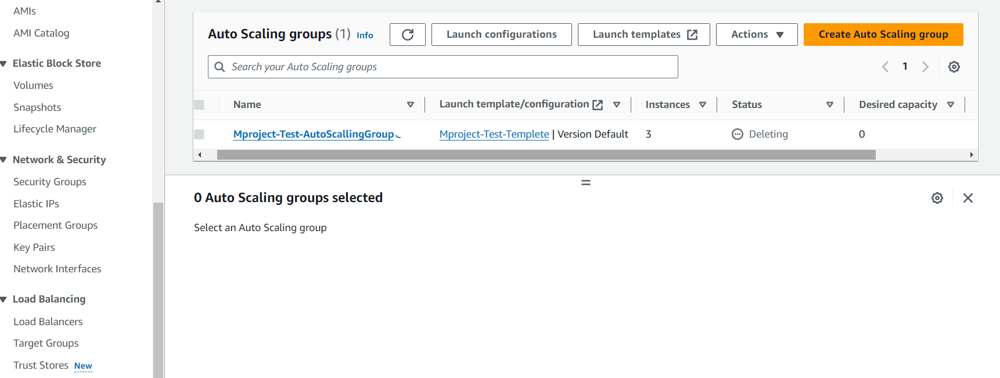 AMIs
AMI Catalog
Elastic Block Store
Volumes
Snapshots
Lifecycle Manager
Network & Security
Security Groups
Elastic IPs
Placement Groups
Key Pairs
Network Interfaces
Load Balancing
Load Balancers
Target Groups
Trust Stores New
Auto Scaling groups (1) Info
Launch configurations
Launch templates
Actions
Create Auto Scaling group
Search your Auto Scaling groups
1
Name Launch template/configuration Instances Status Desired capacity
Mproject-Test-AutoScallingGroup Mproject-Test-Templete | Version Default 3 Deleting 0
0 Auto Scaling groups selected
Select an Auto Scaling group